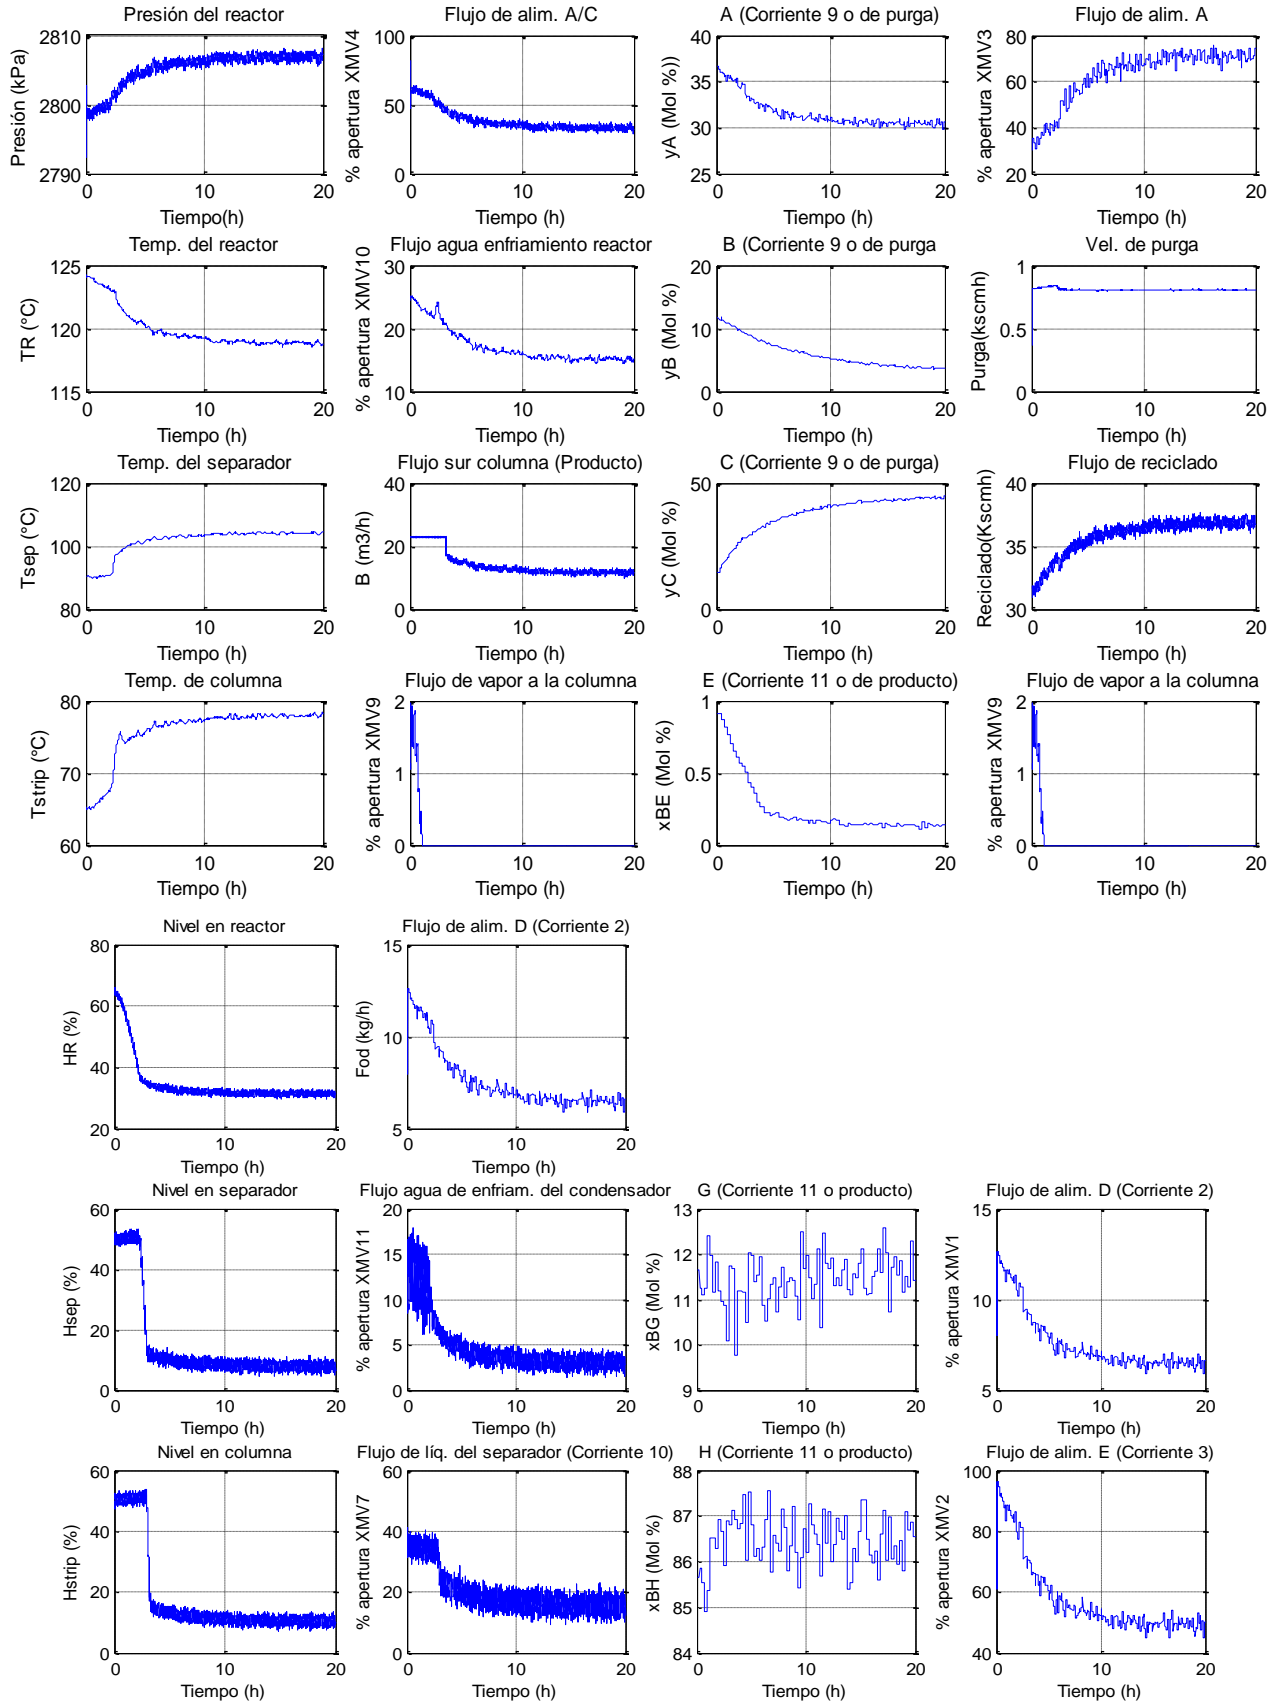 Presión del reactor
Presión (kPa)
2810
2800
2790
0 10 20
Tiempo(h)
Flujo de alim. A/C
% apertura XMV4
100
50
0
0 10 20
Tiempo (h)
A (Corriente 9 o de purga)
yA (Mol %))
40
35
30
25
0 10 20
Tiempo (h)
Flujo de alim. A
% apertura XMV3
80
60
40
20
0 10 20
Tiempo (h)
Temp. del reactor
TR (°C)
125
120
115
0 10 20
Tiempo (h)
Flujo agua enfriamiento reactor
% apertura XMV10
30
20
10
0 10 20
Tiempo (h)
B (Corriente 9 o de purga
yB (Mol %)
20
10
0
0 10 20
Tiempo (h)
Vel. de purga
Purga(kscmh)
1
0.5
0
0 10 20
Tiempo (h)
Temp. del separador
Tsep (°C)
120
100
80
0 10 20
Tiempo (h)
Flujo sur columna (Producto)
B (m3/h)
40
20
0
0 10 20
Tiempo (h)
C (Corriente 9 o de purga)
yC (Mol %)
50
0
0 10 20
Tiempo (h)
Flujo de reciclado
Reciclado(Kscmh)
40
35
30
0 10 20
Tiempo (h)
Temp. de columna
Tstrip (°C)
80
70
60
0 10 20
Tiempo (h)
Flujo de vapor a la columna
% apertura XMV9
2
1
0
0 10 20
Tiempo (h)
E (Corriente 11 o de producto)
xBE (Mol %)
1
0.5
0
0 10 20
Tiempo (h)
Flujo de vapor a la columna
% apertura XMV9
2
1
0
0 10 20
Tiempo (h)
Nivel en reactor
HR (%)
80
60
40
20
0 10 20
Tiempo (h)
Flujo de alim. D (Corriente 2)
Fod (kg/h)
15
10
5
0 10 20
Tiempo (h)
Nivel en separador
Hsep (%)
60
40
20
0
0 10 20
Tiempo (h)
Flujo agua de enfriam. del condensador
% apertura XMV11
20
15
10
5
0
0 10 20
Tiempo (h)
G (Corriente 11 o producto)
xBG (Mol %)
13
12
11
10
9
0 10 20
Tiempo (h)
Flujo de alim. D (Corriente 2)
% apertura XMV1
15
10
5
0 10 20
Tiempo (h)
Nivel en columna
Hstrip (%)
60
40
20
0
0 10 20
Tiempo (h)
Flujo de líq. del separador (Corriente 10)
% apertura XMV7
60
40
20
0
0 10 20
Tiempo (h)
H (Corriente 11 o producto)
xBH (Mol %)
88
87
86
85
84
0 10 20
Tiempo (h)
Flujo de alim. E (Corriente 3)
% apertura XMV2
100
80
60
40
0 10 20
Tiempo (h)